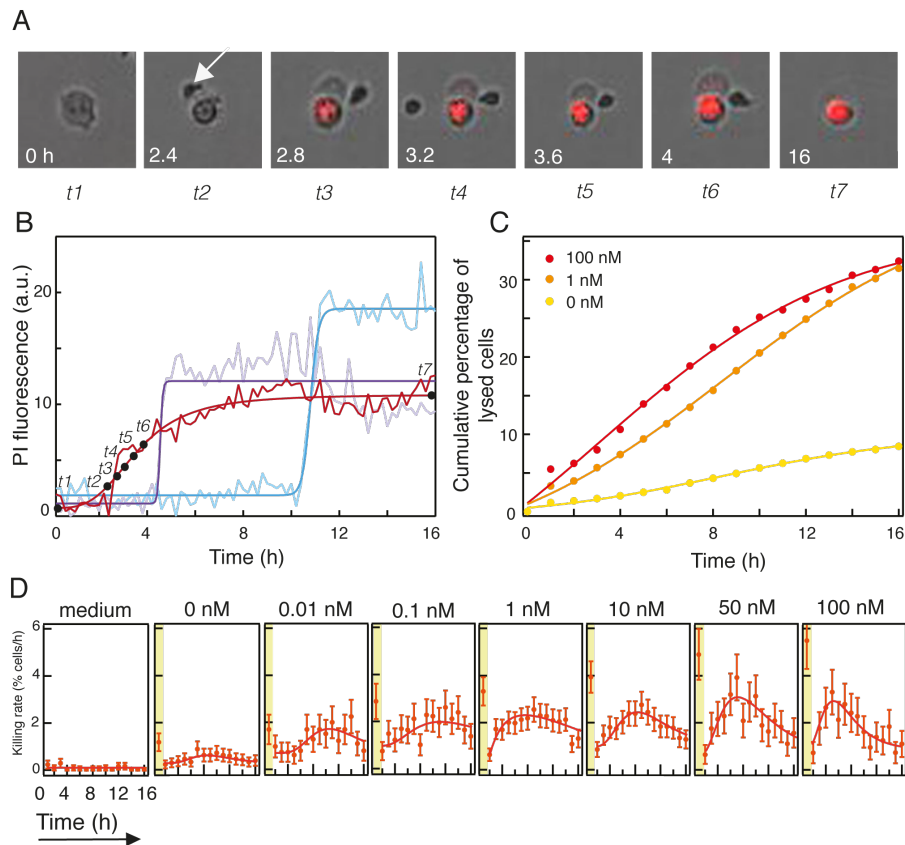 A
0 h
2.4
2.8
3.2
3.6
4
16
t1
t2
t3
t4
t5
t6
t7
B
PI fluorescence (a.u.)
20
10
0
t1
t2
t3
t4
t5
t6
t7
0
4
8
12
16
Time (h)
C
Cumulative percentage of
lysed cells
30
20
10
0
100 nM
1 nM
0 nM
0
4
8
12
16
Time (h)
D
medium
0 nM
0.01 nM
0.1 nM
1 nM
10 nM
50 nM
100 nM
Killing rate (% cells/h)
6
4
2
0
0
4
8
12
16
Time (h)